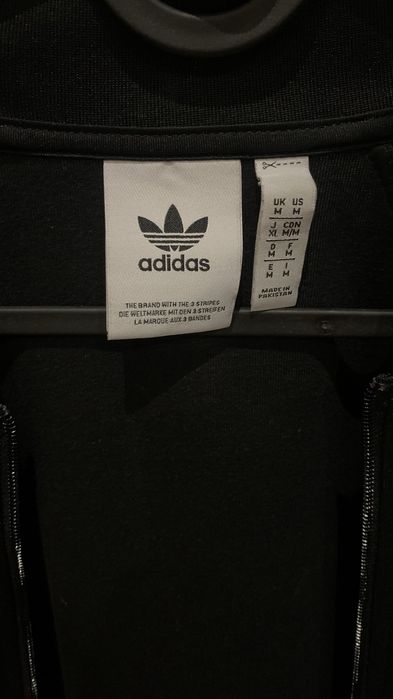 adidas
THE BRAND WITH THE 3 STRIPES
DIE WELTMARKE MIT DEN 3 STREIFEN
LA MARQUE AUX 3 BANDES
UK US
M M
J CDN
XL M/M
D F
M M
E I
M M
MADE IN
PAKISTAN